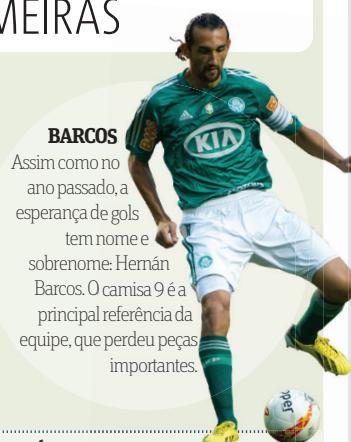 MEIRAS
BARCOS
Assim como no
ano passado, a
esperança de gols
tem nome e
sobrenome: Hernán
Barcos. O camisa 9 é a
principal referência da
equipe, que perdeu peças
importantes.
KIA